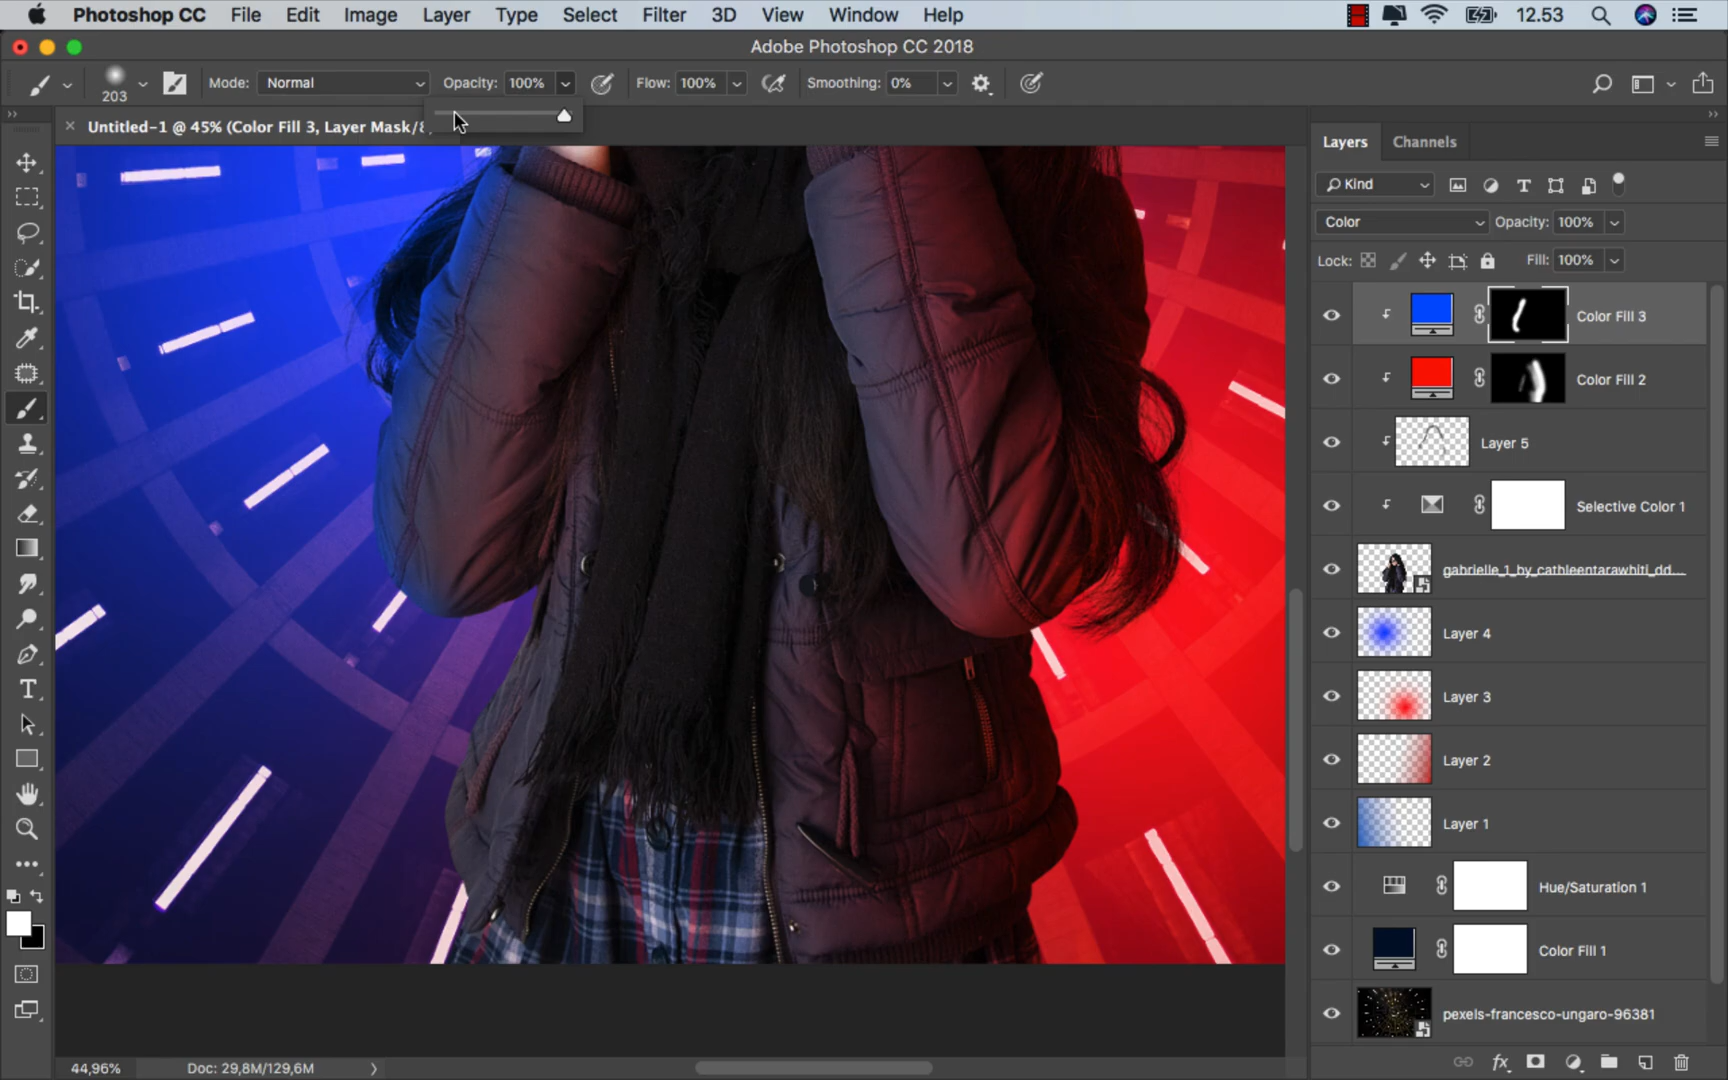 Photoshop CC File Edit Image Layer Type Select Filter 3D View Window Help 12.53
Adobe Photoshop CC 2018
203 Mode: Normal Opacity: 100% Flow: 100% Smoothing: 0%
× Untitled-1 @ 45% (Color Fill 3, Layer Mask/
Layers Channels
Kind
Color Opacity: 100%
Lock: Fill: 100%
Color Fill 3
Color Fill 2
Layer 5
Selective Color 1
gabrielle_1_by_cathleentarawhiti_dd...
Layer 4
Layer 3
Layer 2
Layer 1
Hue/Saturation 1
Color Fill 1
pexels-francesco-ungaro-96381
44,96% Doc: 29,8M/129,6M